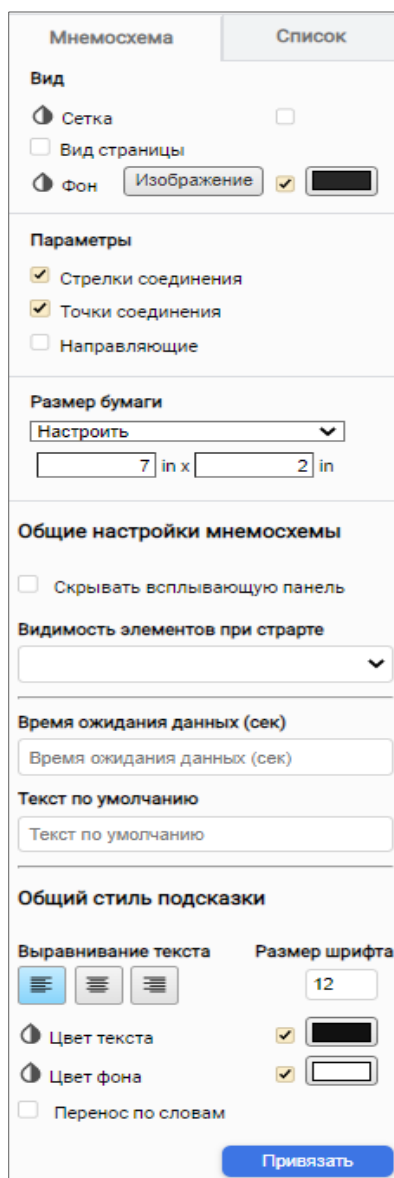 Мнемосхема Список
Вид
Сетка
Вид страницы
Фон Изображение
Параметры
Стрелки соединения
Точки соединения
Направляющие
Размер бумаги
Настроить
7 in x 2 in
Общие настройки мнемосхемы
Скрывать всплывающую панель
Видимость элементов при страрте
Время ожидания данных (сек)
Время ожидания данных (сек)
Текст по умолчанию
Текст по умолчанию
Общий стиль подсказки
Выравнивание текста Размер шрифта
12
Цвет текста
Цвет фона
Перенос по словам
Привязать